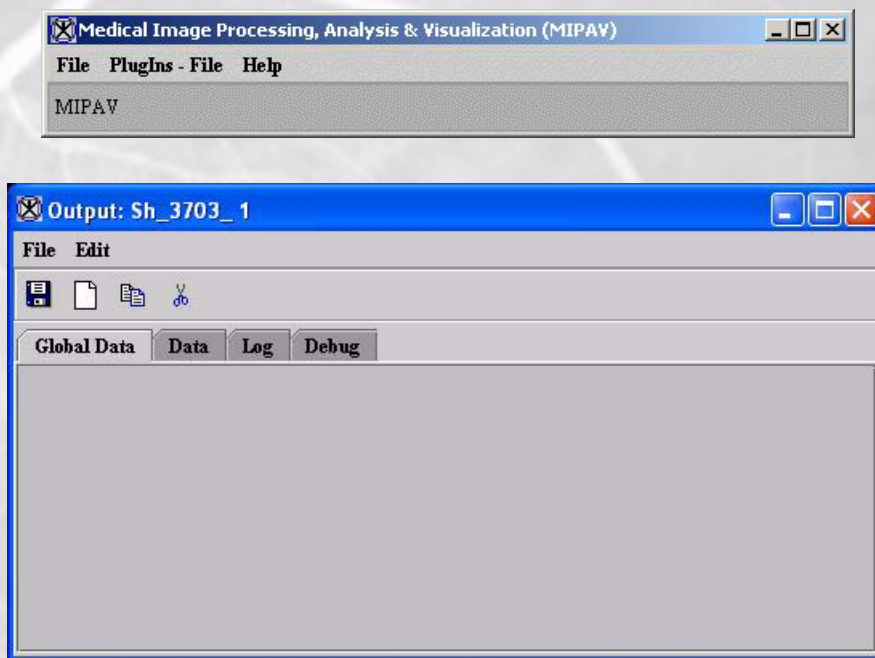 Medical Image Processing, Analysis & Visualization (MIPAV)
File PlugIns - File Help
MIPAV
Output: Sh_3703_ 1
File Edit
Global Data Data Log Debug